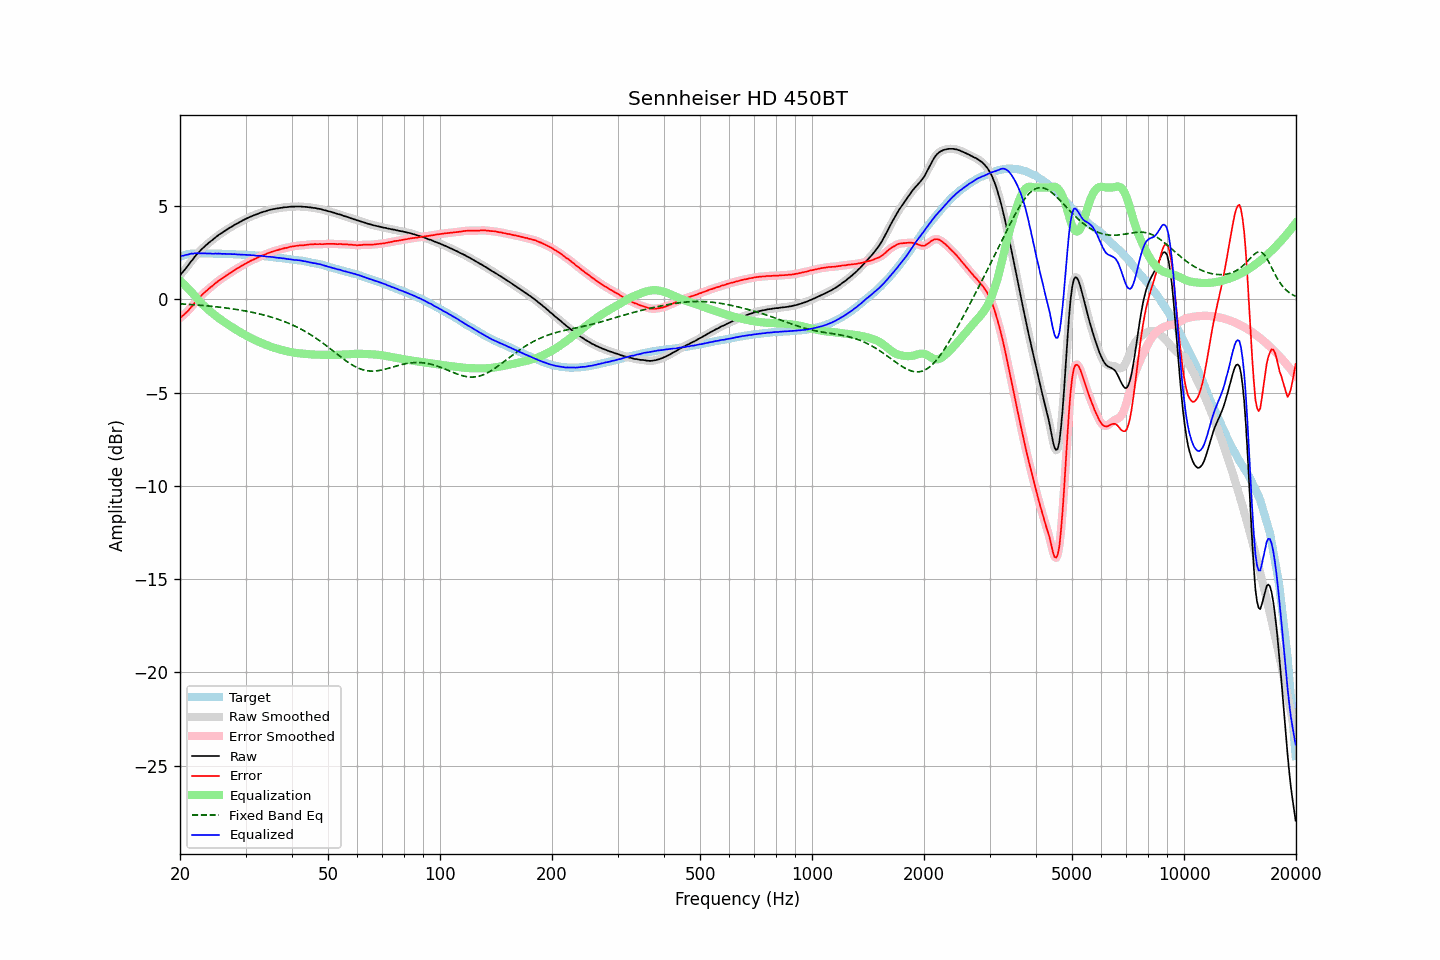 Sennheiser HD 450BT
Amplitude (dBr)
5
0
−5
−10
−15
−20
−25
Target
Raw Smoothed
Error Smoothed
Raw
Error
Equalization
Fixed Band Eq
Equalized
20 50 100 200 500 1000 2000 5000 10000 20000
Frequency (Hz)